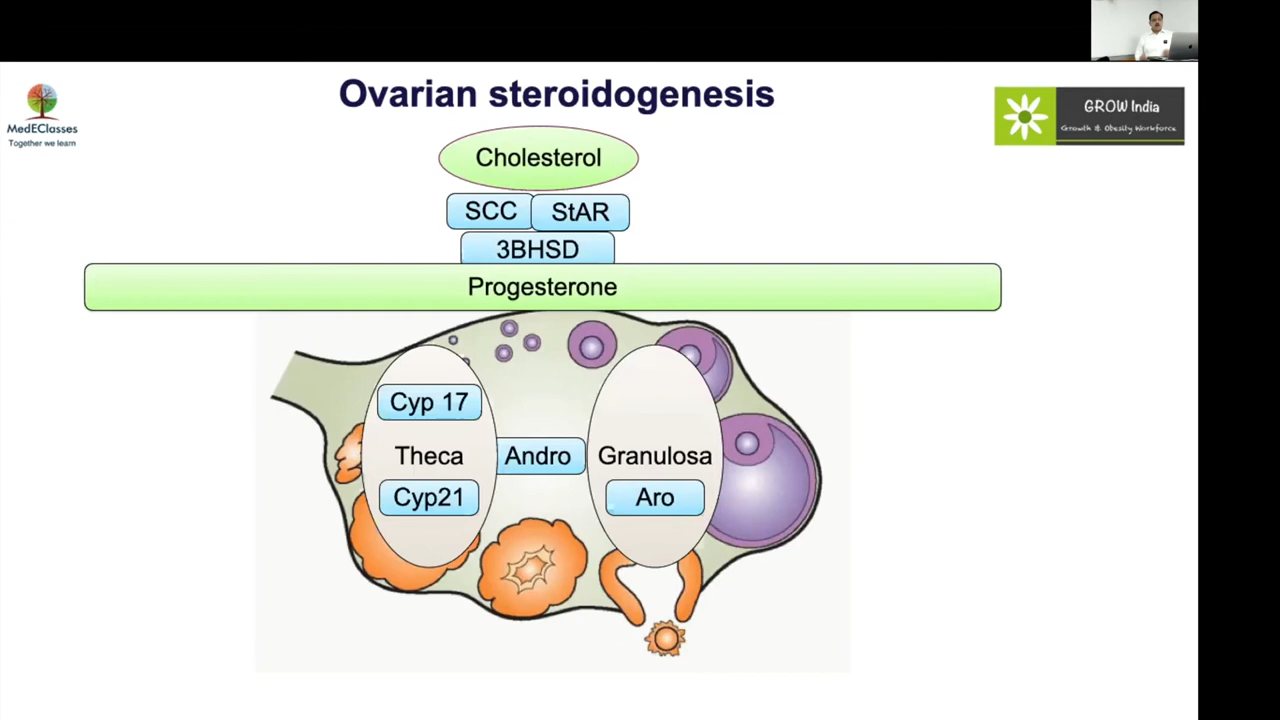 Ovarian steroidogenesis
MedEClasses
Together we learn
GROW India
Growth & Obesity Workforce
Cholesterol
SCC
StAR
3BHSD
Progesterone
Cyp 17
Theca
Andro
Granulosa
Cyp21
Aro